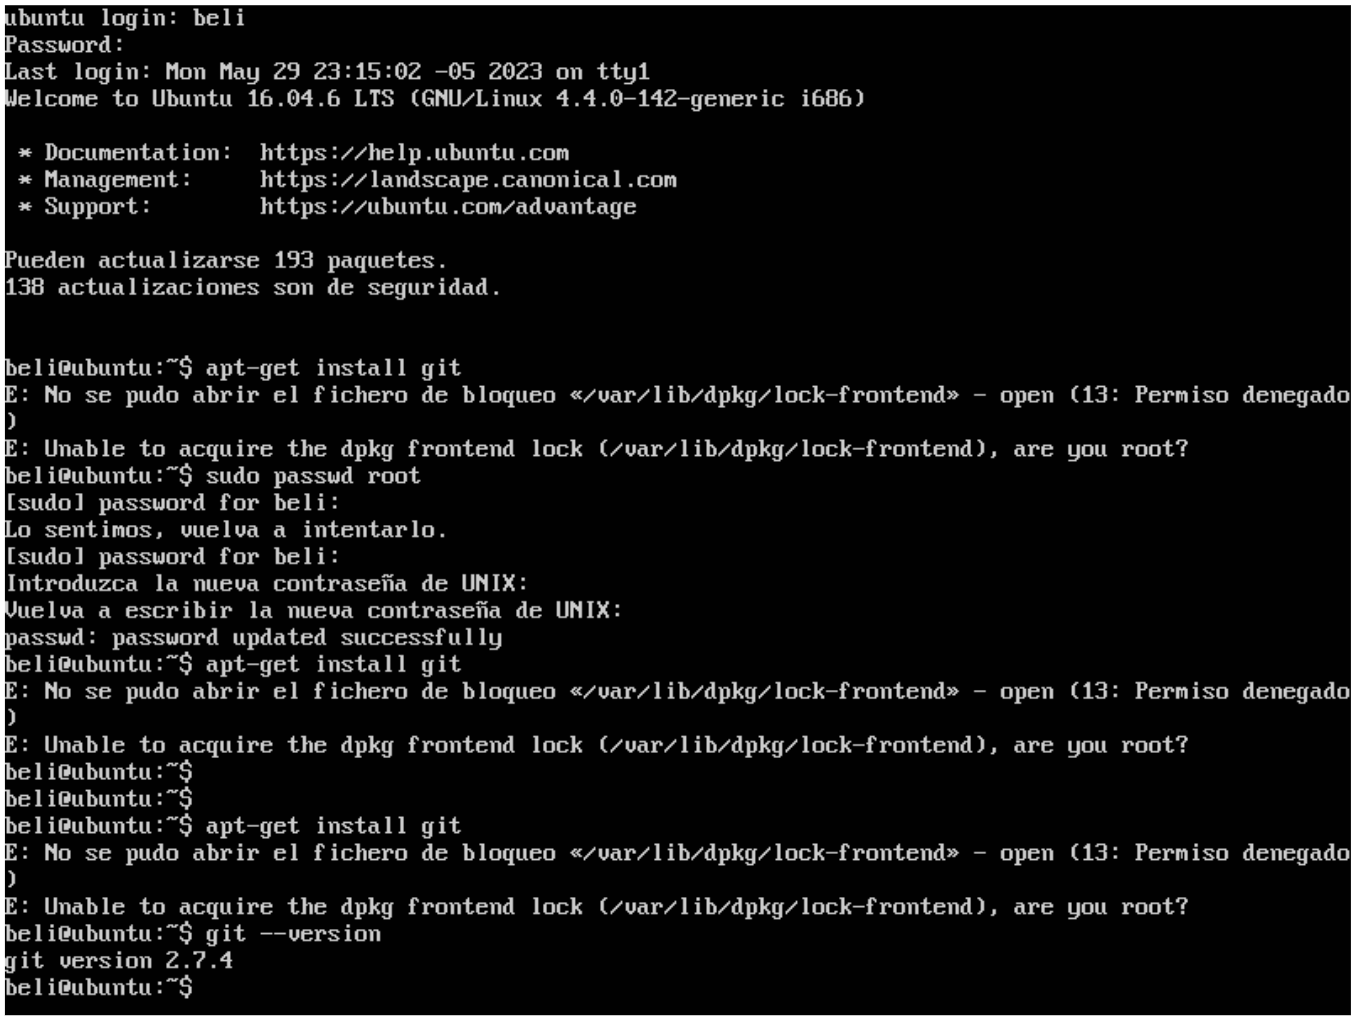 ubuntu login: beli
Password:
Last login: Mon May 29 23:15:02 -05 2023 on tty1
Welcome to Ubuntu 16.04.6 LTS (GNU/Linux 4.4.0-142-generic i686)
* Documentation:  https://help.ubuntu.com
* Management:     https://landscape.canonical.com
* Support:        https://ubuntu.com/advantage
Pueden actualizarse 193 paquetes.
138 actualizaciones son de seguridad.
beli@ubuntu:~$ apt-get install git
E: No se pudo abrir el fichero de bloqueo «/var/lib/dpkg/lock-frontend» - open (13: Permiso denegado
)
E: Unable to acquire the dpkg frontend lock (/var/lib/dpkg/lock-frontend), are you root?
beli@ubuntu:~$ sudo passwd root
[sudo] password for beli:
Lo sentimos, vuelva a intentarlo.
[sudo] password for beli:
Introduzca la nueva contraseña de UNIX:
Vuelva a escribir la nueva contraseña de UNIX:
passwd: password updated successfully
beli@ubuntu:~$ apt-get install git
E: No se pudo abrir el fichero de bloqueo «/var/lib/dpkg/lock-frontend» - open (13: Permiso denegado
)
E: Unable to acquire the dpkg frontend lock (/var/lib/dpkg/lock-frontend), are you root?
beli@ubuntu:~$
beli@ubuntu:~$
beli@ubuntu:~$ apt-get install git
E: No se pudo abrir el fichero de bloqueo «/var/lib/dpkg/lock-frontend» - open (13: Permiso denegado
)
E: Unable to acquire the dpkg frontend lock (/var/lib/dpkg/lock-frontend), are you root?
beli@ubuntu:~$ git --version
git version 2.7.4
beli@ubuntu:~$